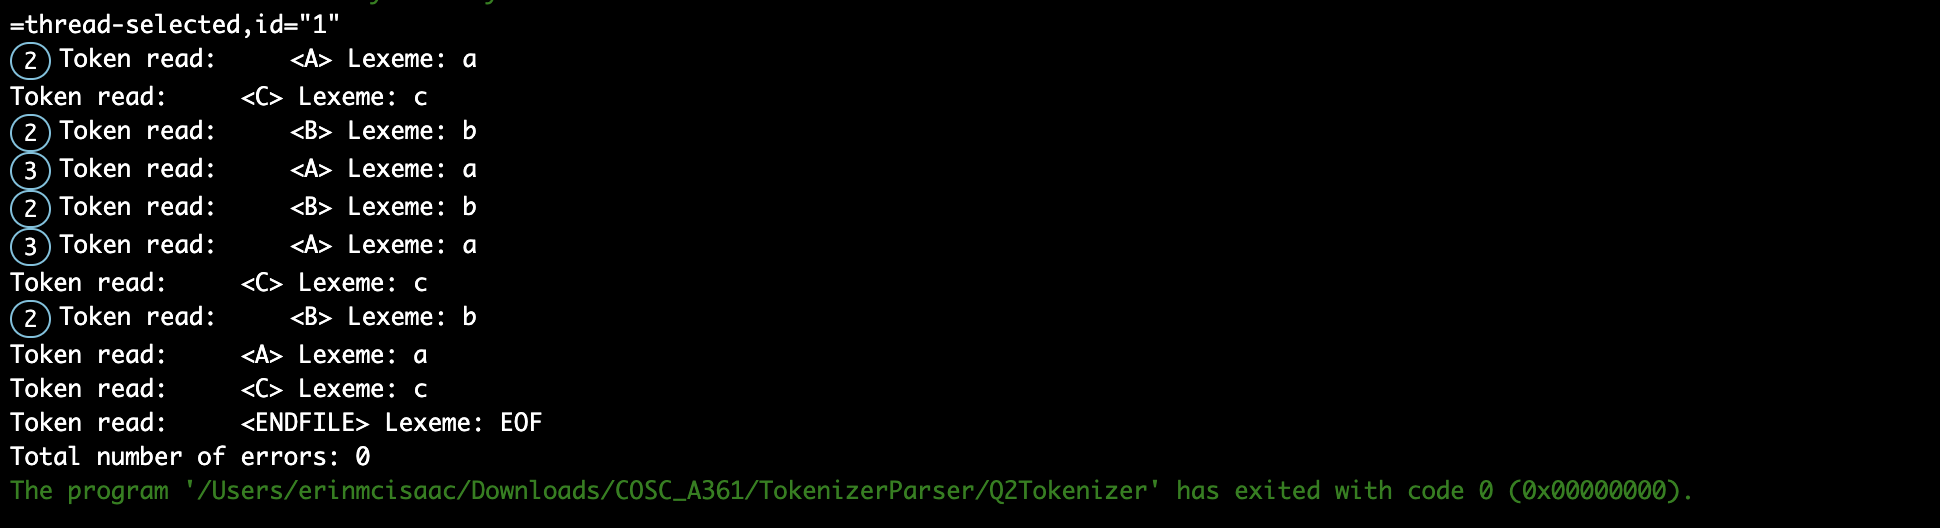 =thread-selected,id="1"
2 Token read:     <A> Lexeme: a
Token read:     <C> Lexeme: c
2 Token read:     <B> Lexeme: b
3 Token read:     <A> Lexeme: a
2 Token read:     <B> Lexeme: b
3 Token read:     <A> Lexeme: a
Token read:     <C> Lexeme: c
2 Token read:     <B> Lexeme: b
Token read:     <A> Lexeme: a
Token read:     <C> Lexeme: c
Token read:     <ENDFILE> Lexeme: EOF
Total number of errors: 0
The program '/Users/erinmcisaac/Downloads/COSC_A361/TokenizerParser/Q2Tokenizer' has exited with code 0 (0x00000000).